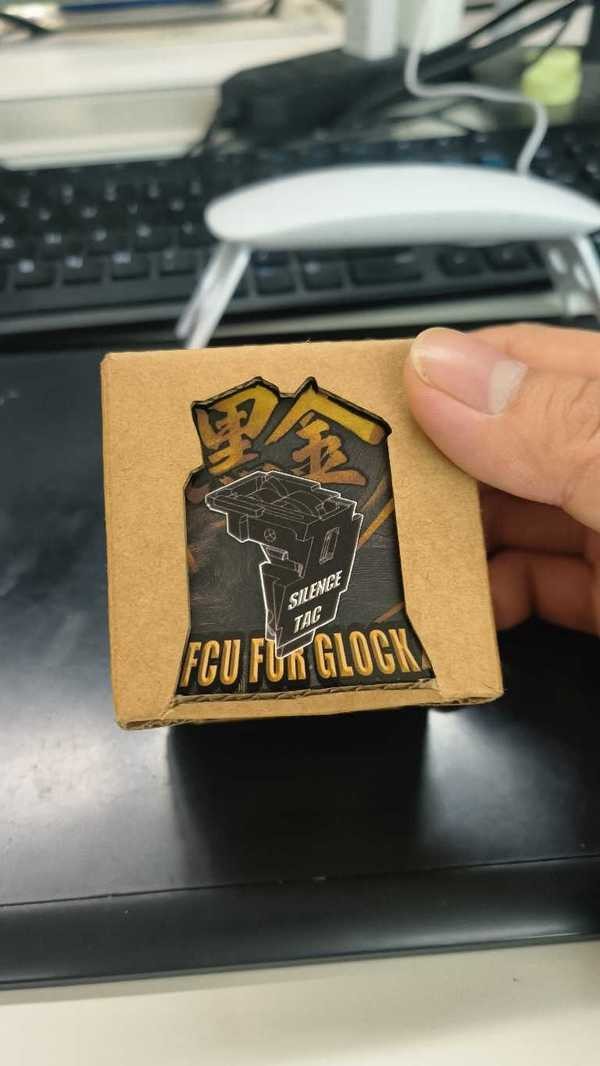 黑金
SILENCE
TAC
FCU FOR GLOCK